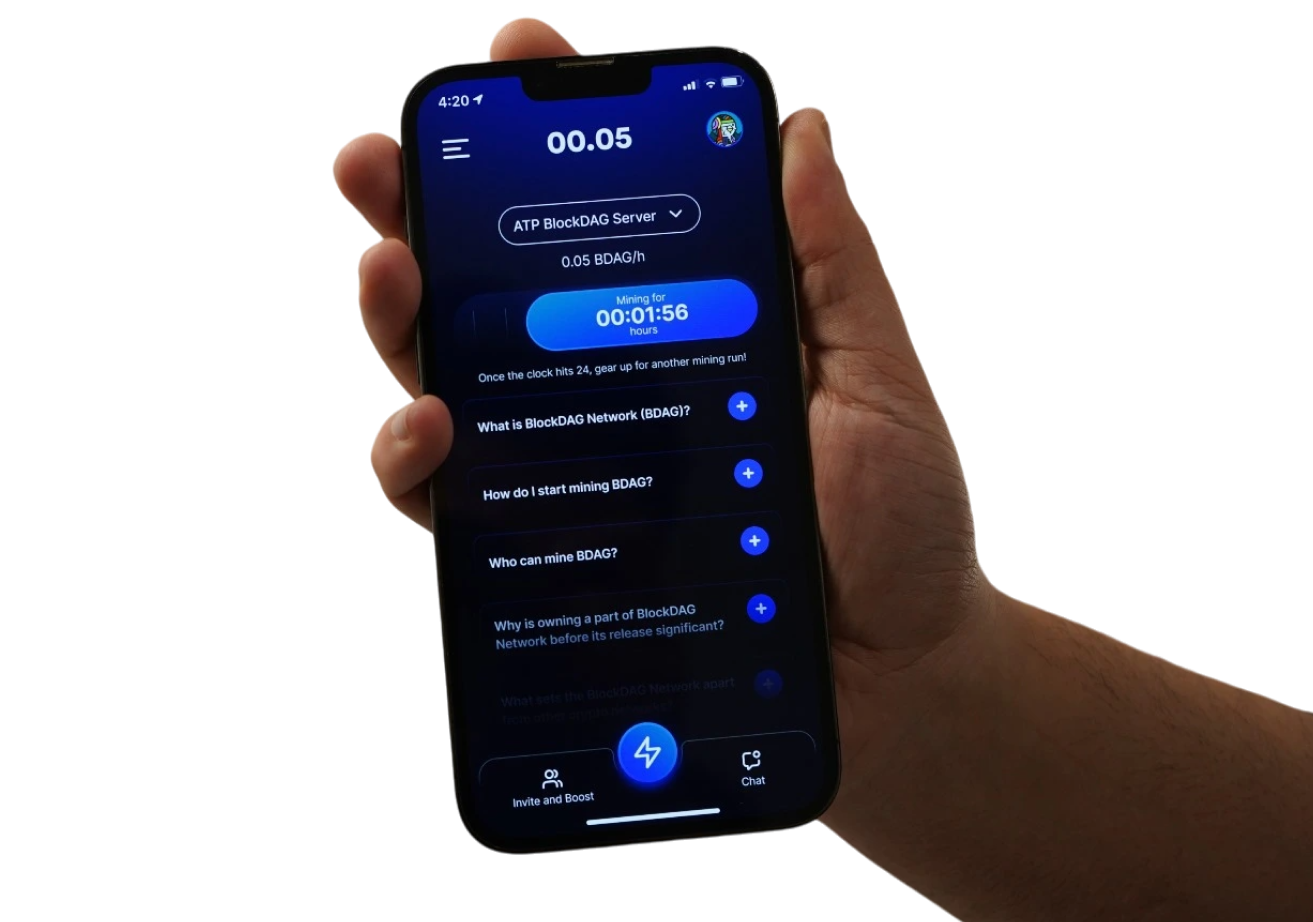 4:20
00.05
ATP BlockDAG Server
0.05 BDAG/h
Mining for
00:01:56
hours
Once the clock hits 24, gear up for another mining run!
What is BlockDAG Network (BDAG)?
How do I start mining BDAG?
Who can mine BDAG?
Why is owning a part of BlockDAG
Network before its release significant?
What sets the BlockDAG Network apart
from other
Invite and Boost
Chat